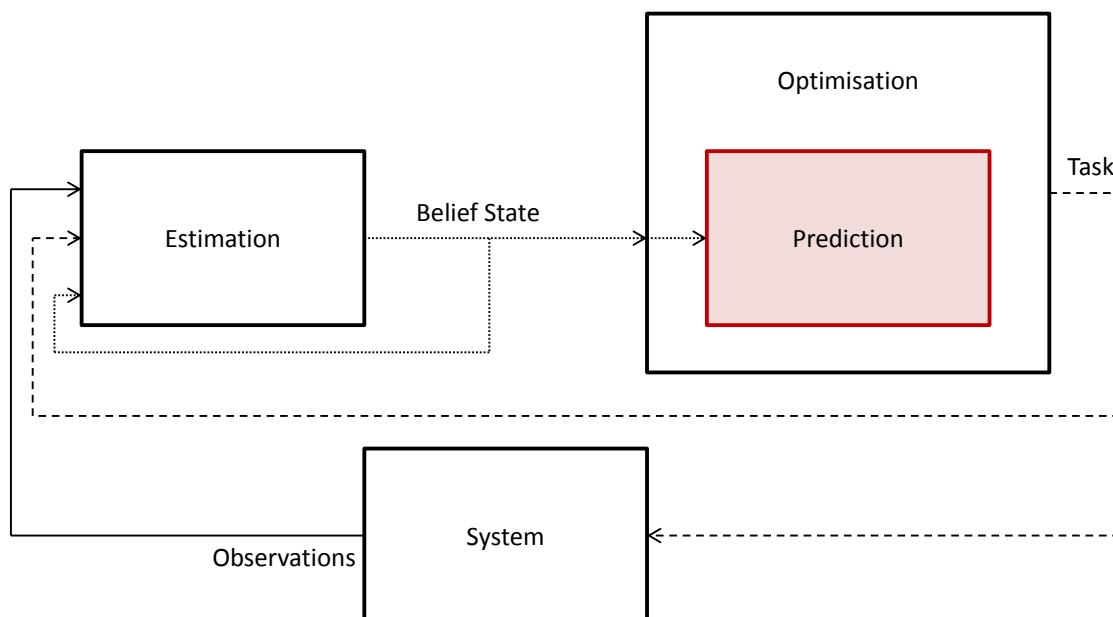 Optimisation
Task
Belief State
Estimation
Prediction
System
Observations